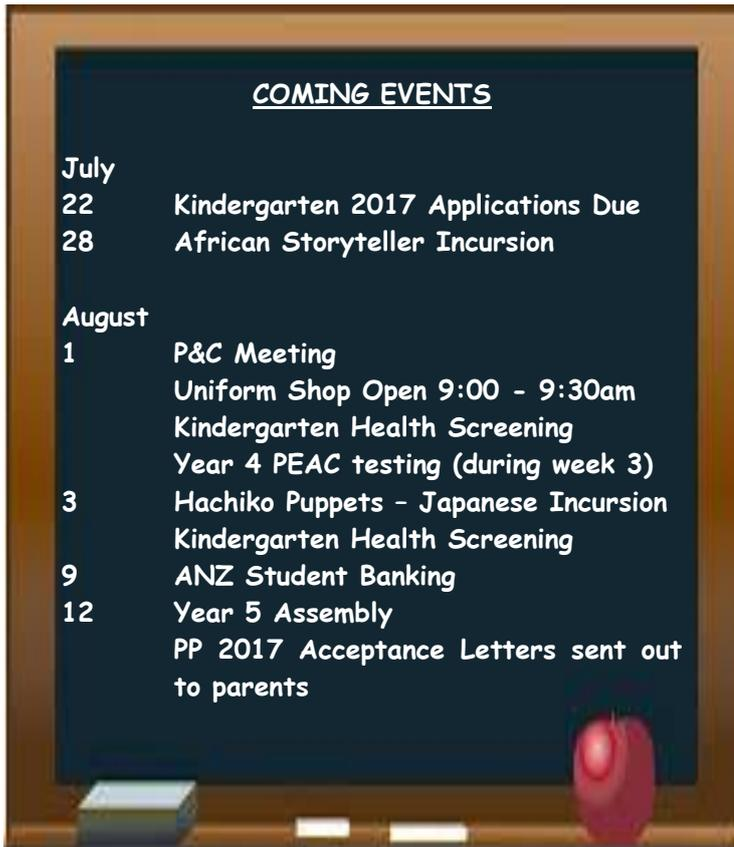 COMING EVENTS
July
22 Kindergarten 2017 Applications Due
28 African Storyteller Incursion
August
1 P&C Meeting
Uniform Shop Open 9:00 - 9:30am
Kindergarten Health Screening
Year 4 PEAC testing (during week 3)
3 Hachiko Puppets – Japanese Incursion
Kindergarten Health Screening
9 ANZ Student Banking
12 Year 5 Assembly
PP 2017 Acceptance Letters sent out
to parents